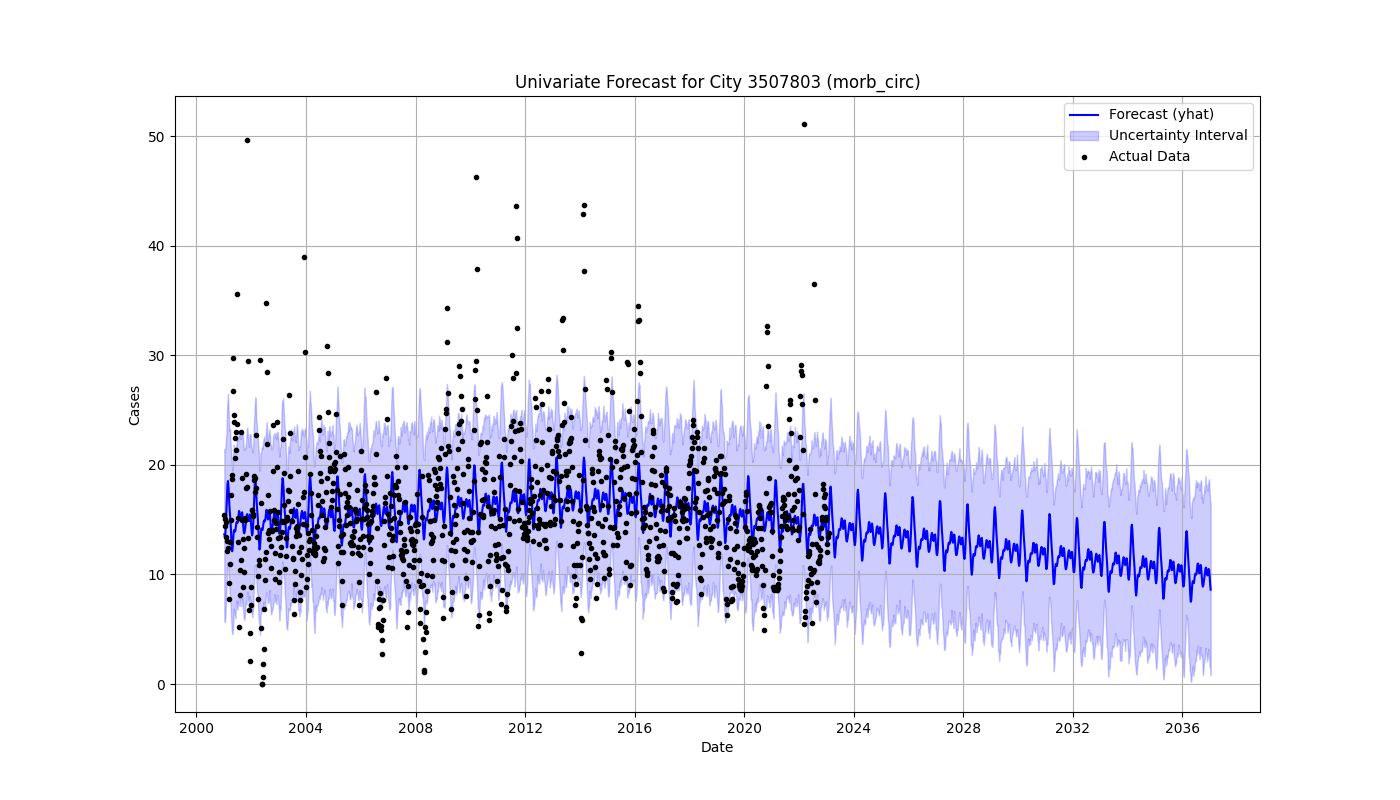 Univariate Forecast for City 3507803 (morb_circ)
Forecast (yhat)
Uncertainty Interval
Actual Data
Cases
50
40
30
20
10
0
2000 2004 2008 2012 2016 2020 2024 2028 2032 2036
Date